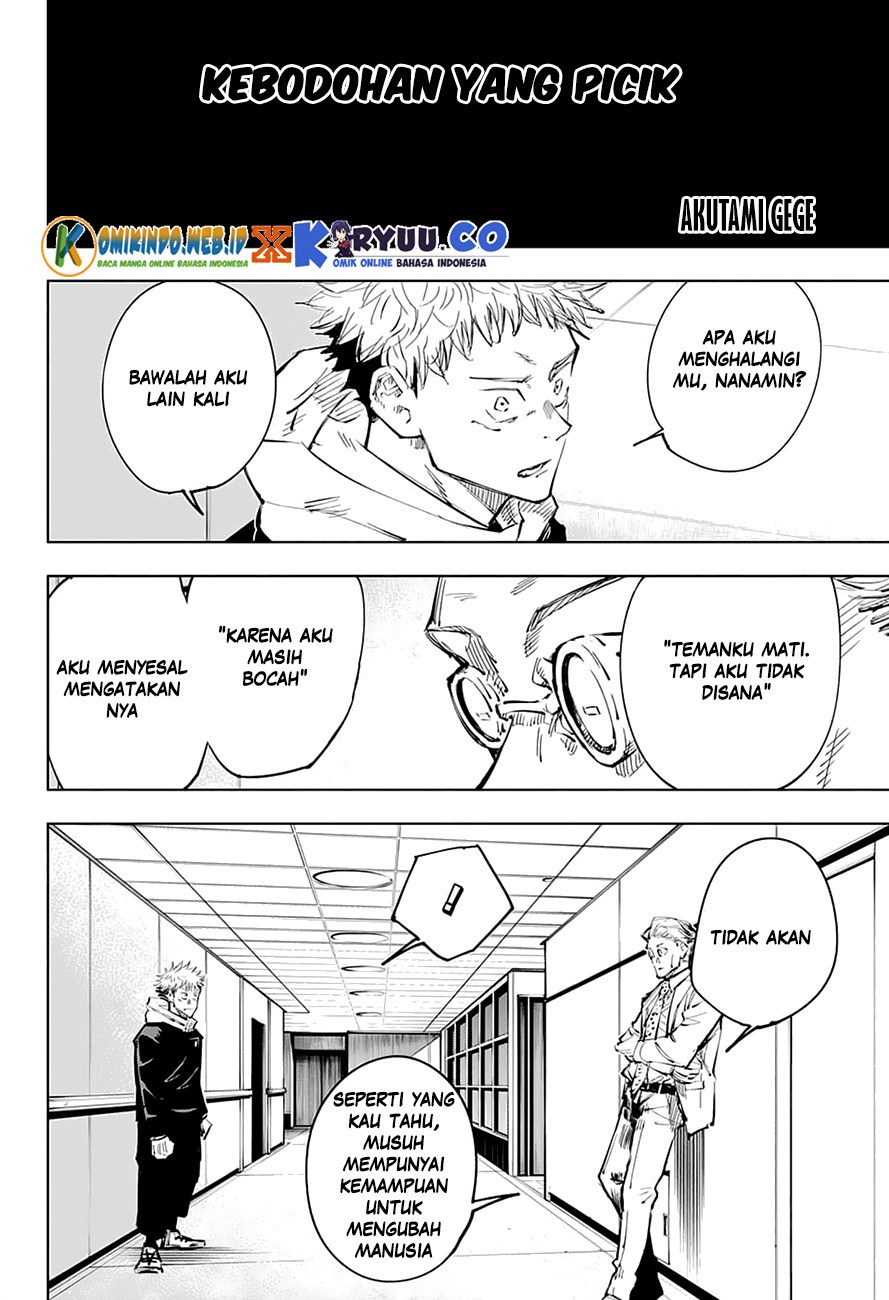 KEBODOHAN YANG PICIK
AKUTAMI GEGE
KOMIKINDO.WEB.ID
BACA MANGA ONLINE BAHASA INDONESIA
X
KIRYUU.CO
KOMIK ONLINE BAHASA INDONESIA
APA AKU
MENGHALANGI
MU, NANAMIN?
BAWALAH AKU
LAIN KALI
"TEMANKU MATI.
TAPI AKU TIDAK
DISANA"
"KARENA AKU
MASIH
BOCAH"
AKU MENYESAL
MENGATAKAN
NYA
TIDAK AKAN
!
SEPERTI YANG
KAU TAHU,
MUSUH
MEMPUNYAI
KEMAMPUAN
UNTUK
MENGUBAH
MANUSIA